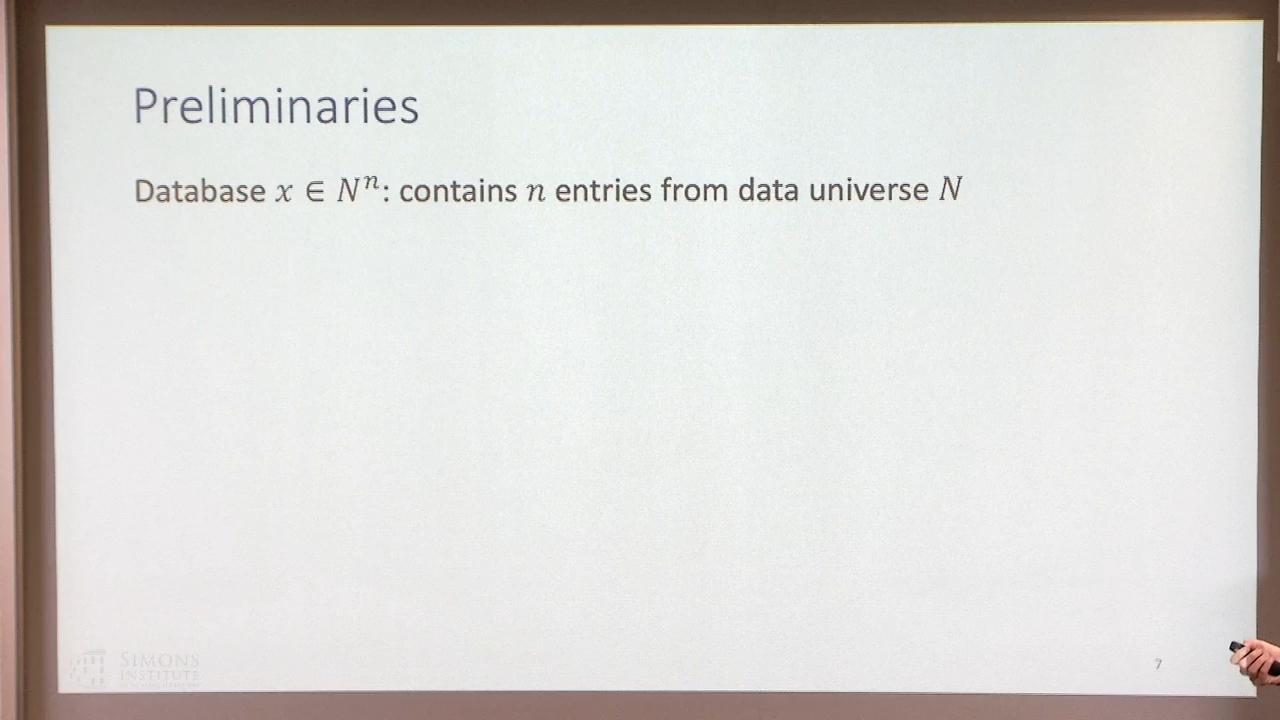 Preliminaries
Database x ∈ Nⁿ: contains n entries from data universe N
SIMONS
INSTITUTE
7